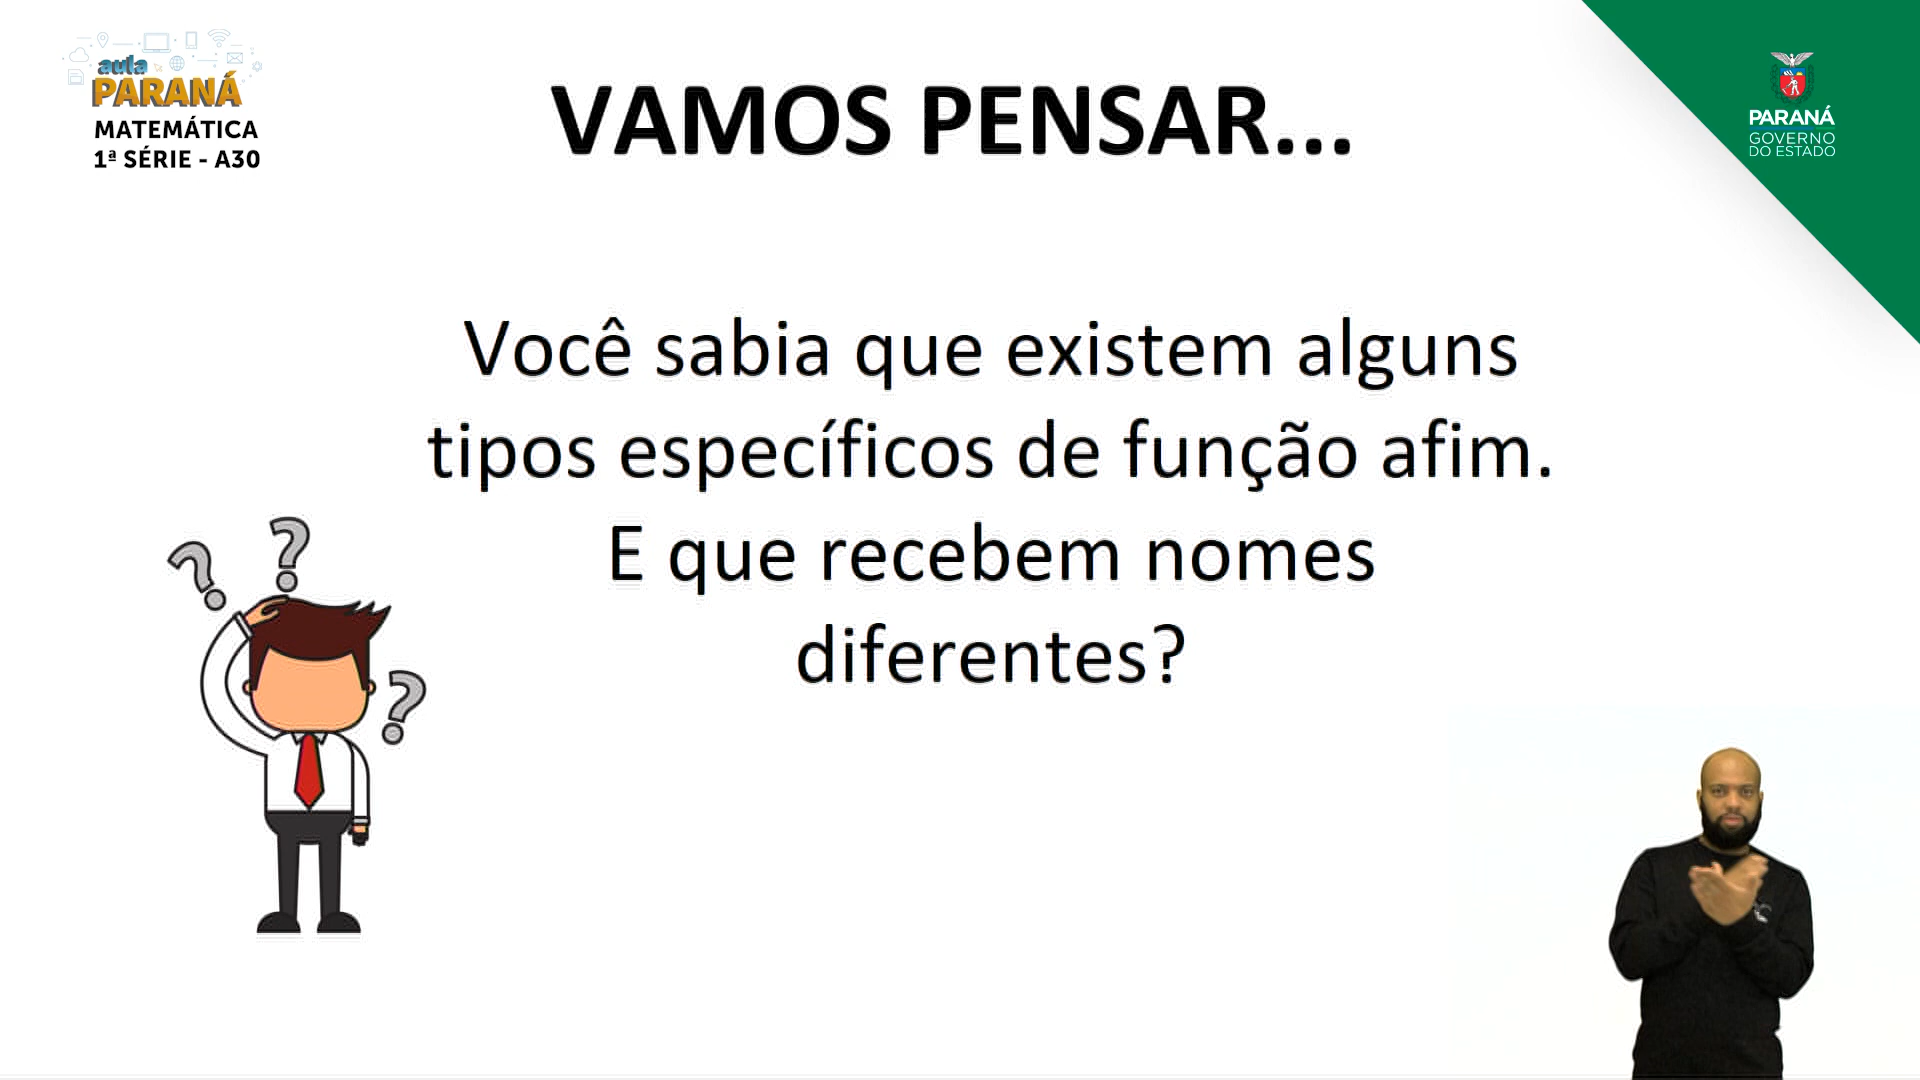 aula
PARANÁ
MATEMÁTICA
1ª SÉRIE - A30
VAMOS PENSAR...
PARANÁ
GOVERNO
DO ESTADO
Você sabia que existem alguns
tipos específicos de função afim.
E que recebem nomes
diferentes?
? ? ?